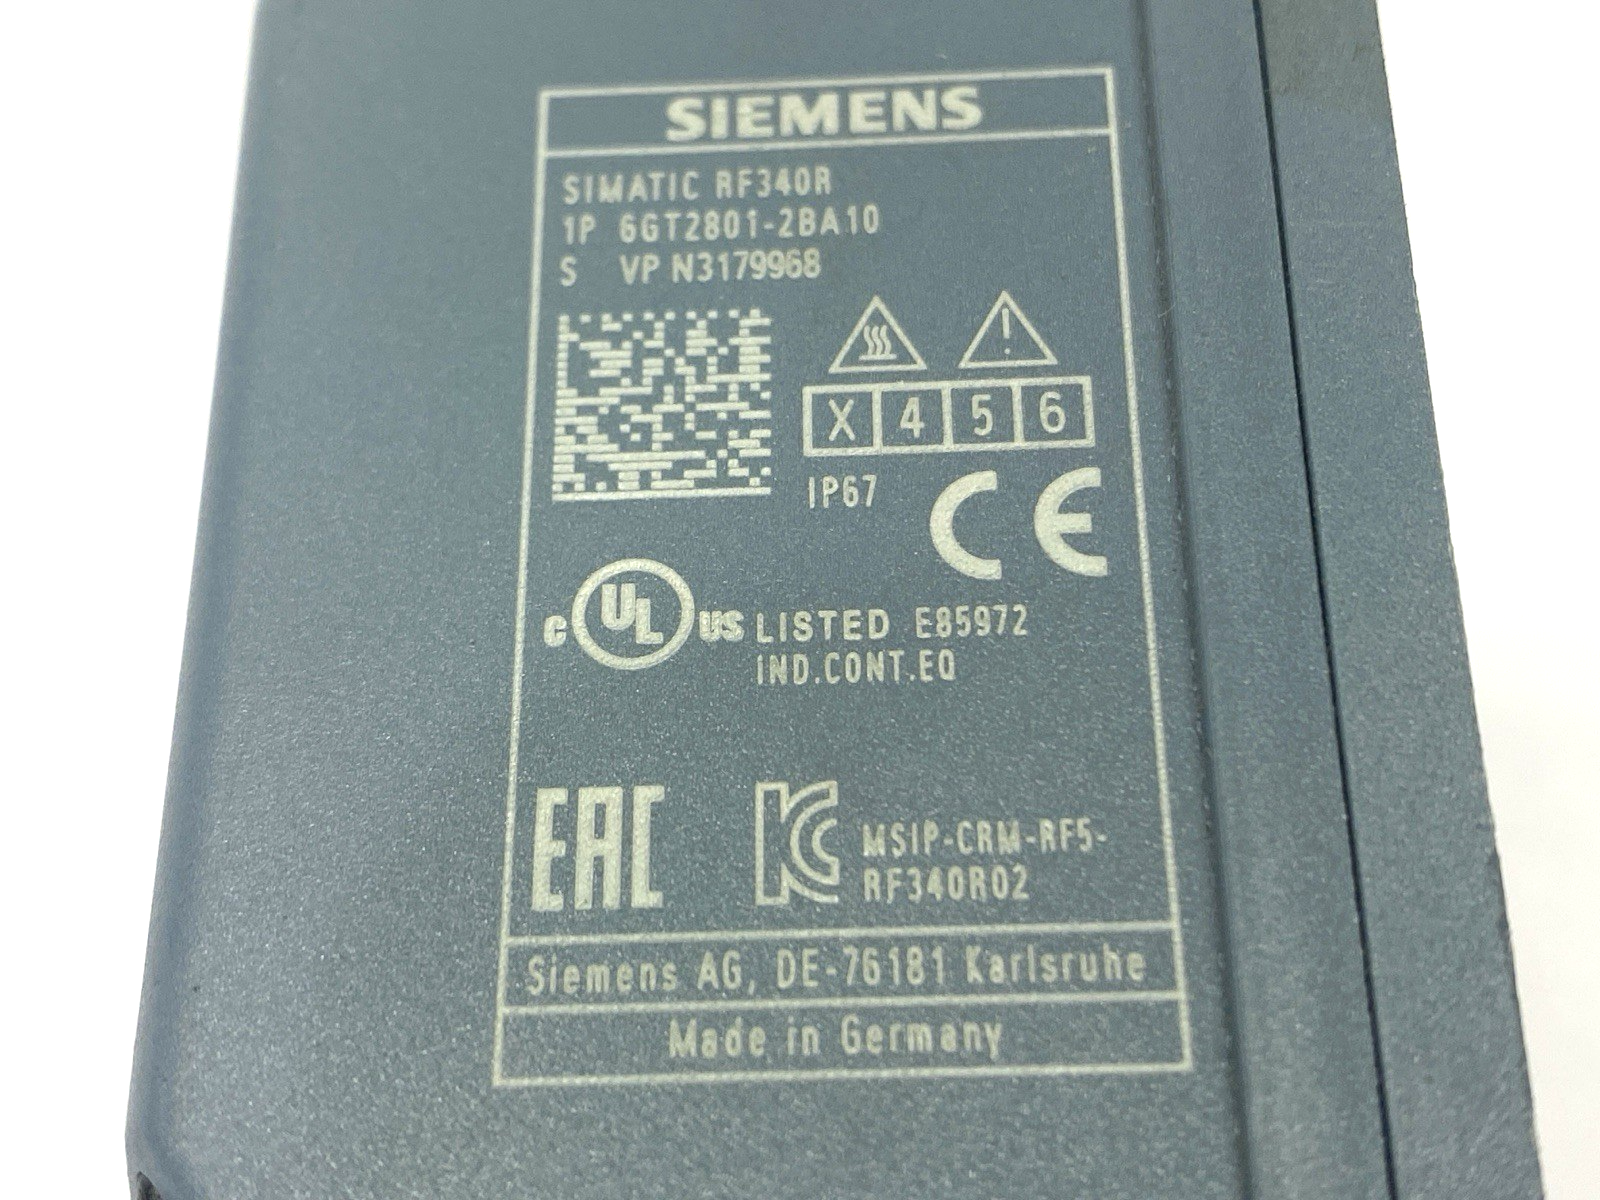 SIEMENS
SIMATIC RF340R
1P 6GT2801-2BA10
S VP N3179968
X 4 5 6
IP67
CE
c UL US LISTED E85972
IND.CONT.EQ
EAC
KC MSIP-CRM-RF5-
RF340R02
Siemens AG, DE-76181 Karlsruhe
Made in Germany